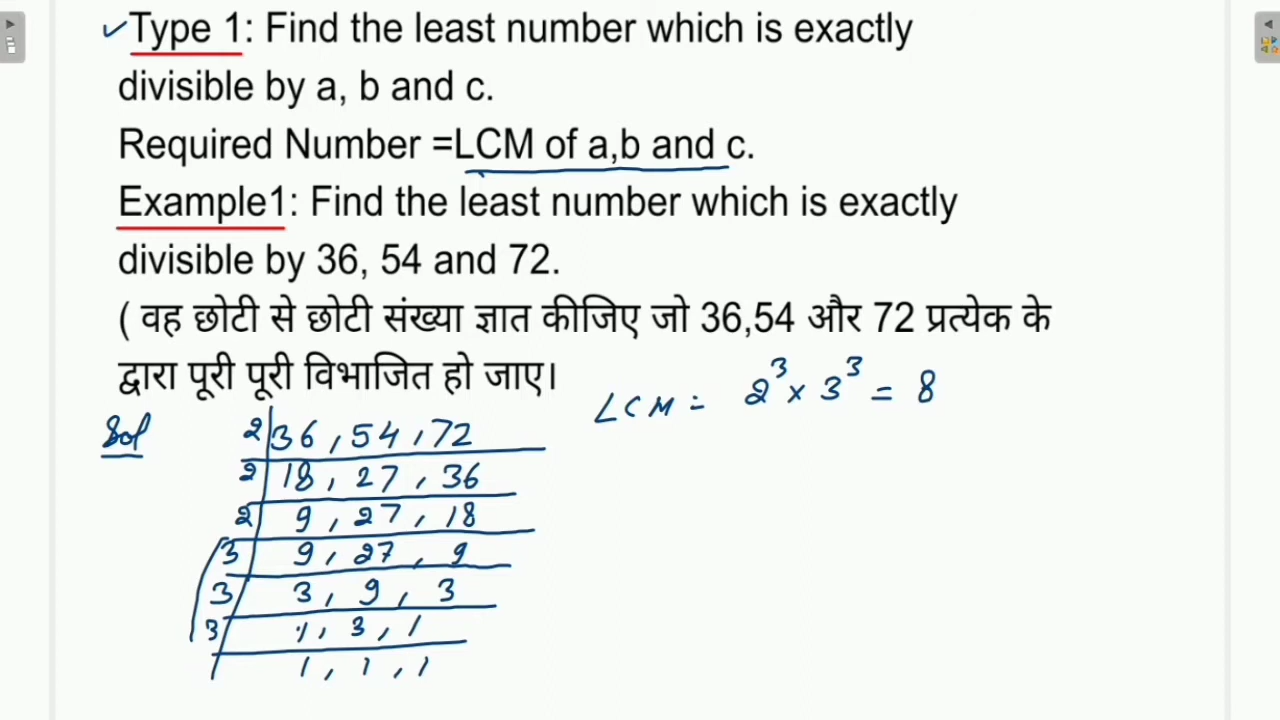 Type 1: Find the least number which is exactly
divisible by a, b and c.
Required Number =LCM of a,b and c.
Example1: Find the least number which is exactly
divisible by 36, 54 and 72.
( वह छोटी से छोटी संख्या ज्ञात कीजिए जो 36,54 और 72 प्रत्येक के
द्वारा पूरी पूरी विभाजित हो जाए।
LCM = 2³ × 3³ = 8
Sol
2 36, 54, 72
2 18, 27, 36
2 9, 27, 18
3 9, 27, 9
3 3, 9, 3
3 1, 3, 1
1, 1, 1